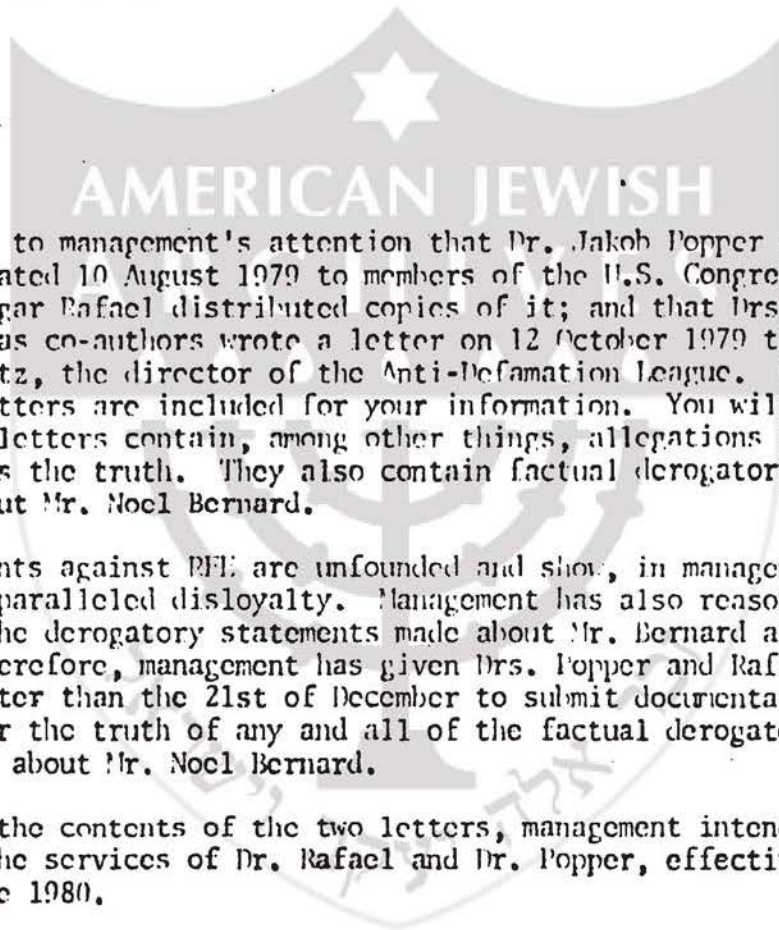 AMERICAN JEWISH
ARCHIVES
to management's attention that Dr. Jakob Popper
ated 10 August 1979 to members of the U.S. Congre
gar Rafael distributed copies of it; and that Drs
as co-authors wrote a letter on 12 October 1979 t
tz, the director of the Anti-Defamation League.
tters are included for your information. You wil
letters contain, among other things, allegations
s the truth. They also contain factual derogator
ut Mr. Noel Bernard.
nts against RFE are unfounded and show, in manage
paralleled disloyalty. Management has also reaso
he derogatory statements made about Mr. Bernard a
erefore, management has given Drs. Popper and Raf
ter than the 21st of December to submit documenta
r the truth of any and all of the factual derogat
about Mr. Noel Bernard.
the contents of the two letters, management inten
he services of Dr. Rafael and Dr. Popper, effecti
e 1980.